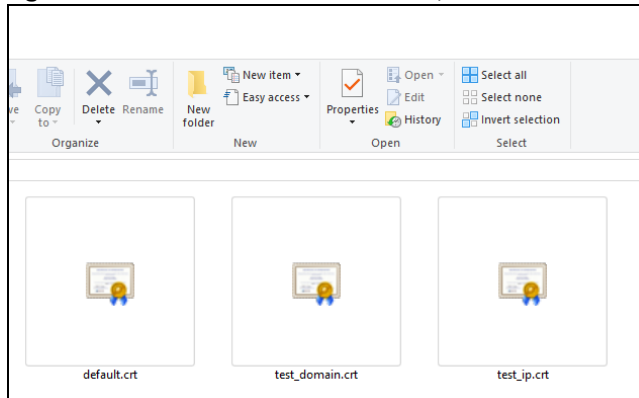 Copy
to
Delete
Rename
New
folder
New item
Easy access
Properties
Open
Edit
History
Select all
Select none
Invert selection
Organize
New
Open
Select
default.crt
test_domain.crt
test_ip.crt